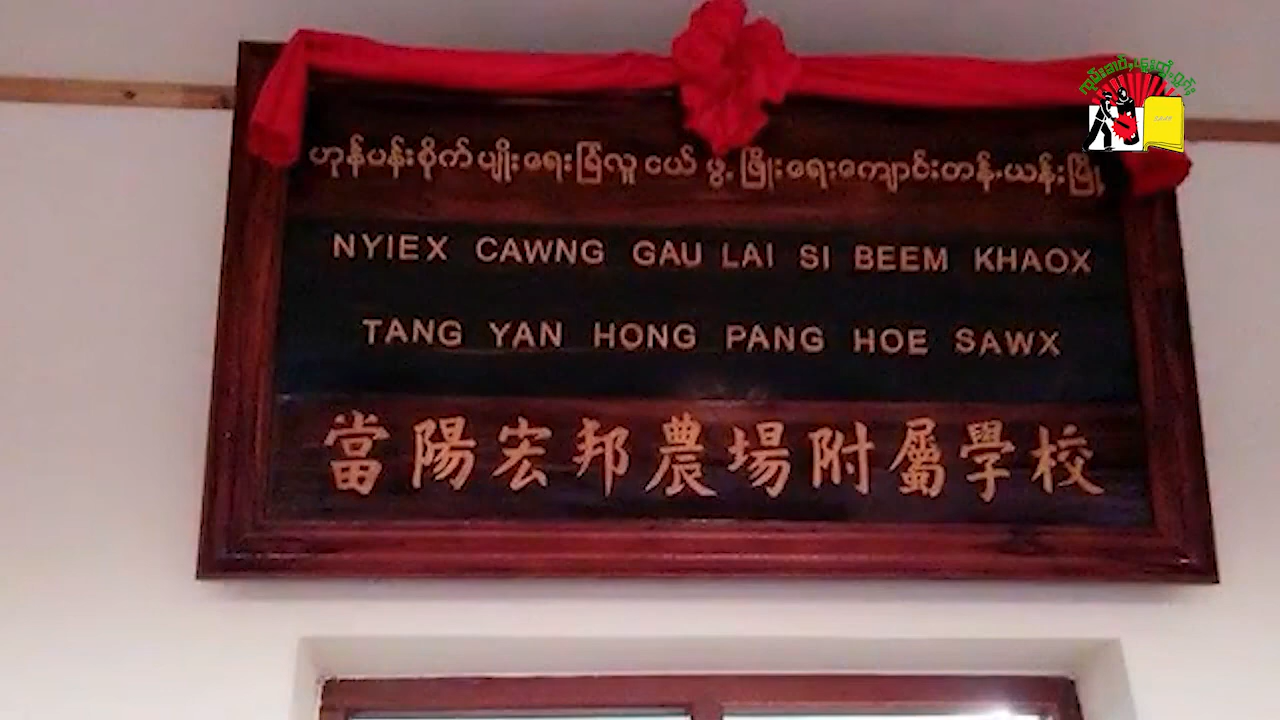 ဟုန်ပန်းစိုက်ပျိုးရေးခြံလူငယ်ဖွံ့ဖြိုးရေးကျောင်းတန့်ယန်းမြို့
NYIEX CAWNG GAU LAI SI BEEM KHAOX
TANG YAN HONG PANG HOE SAWX
當陽宏邦農場附屬學校